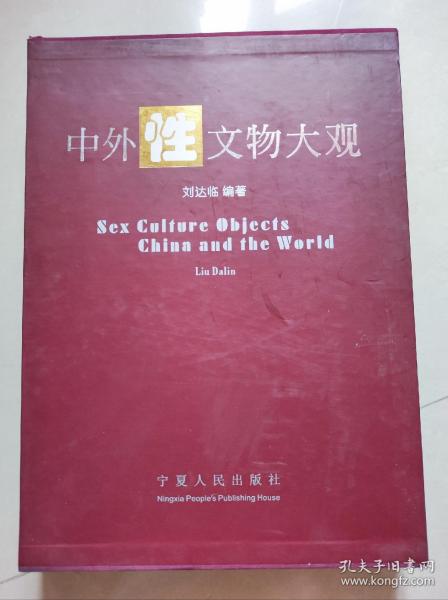 中外性文物大观
刘达临 编著
Sex Culture Objects
China and the World
Liu Dalin
宁夏人民出版社
Ningxia People's Publishing House
孔夫子旧书网
www.kongfz.com